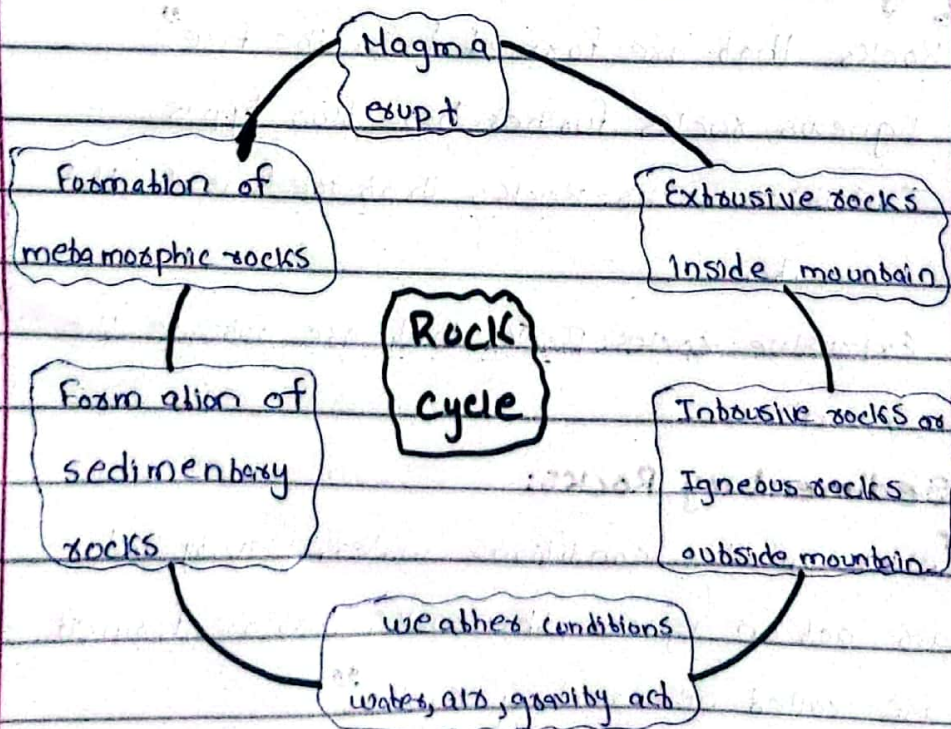 Magma
erupt
Formation of
metamorphic rocks
Extrusive rocks
Inside mountain
Rock
Cycle
Formation of
sedimentary
rocks
Intrusive rocks or
Igneous rocks
outside mountain.
weather conditions
water, air, gravity act
Rocks: